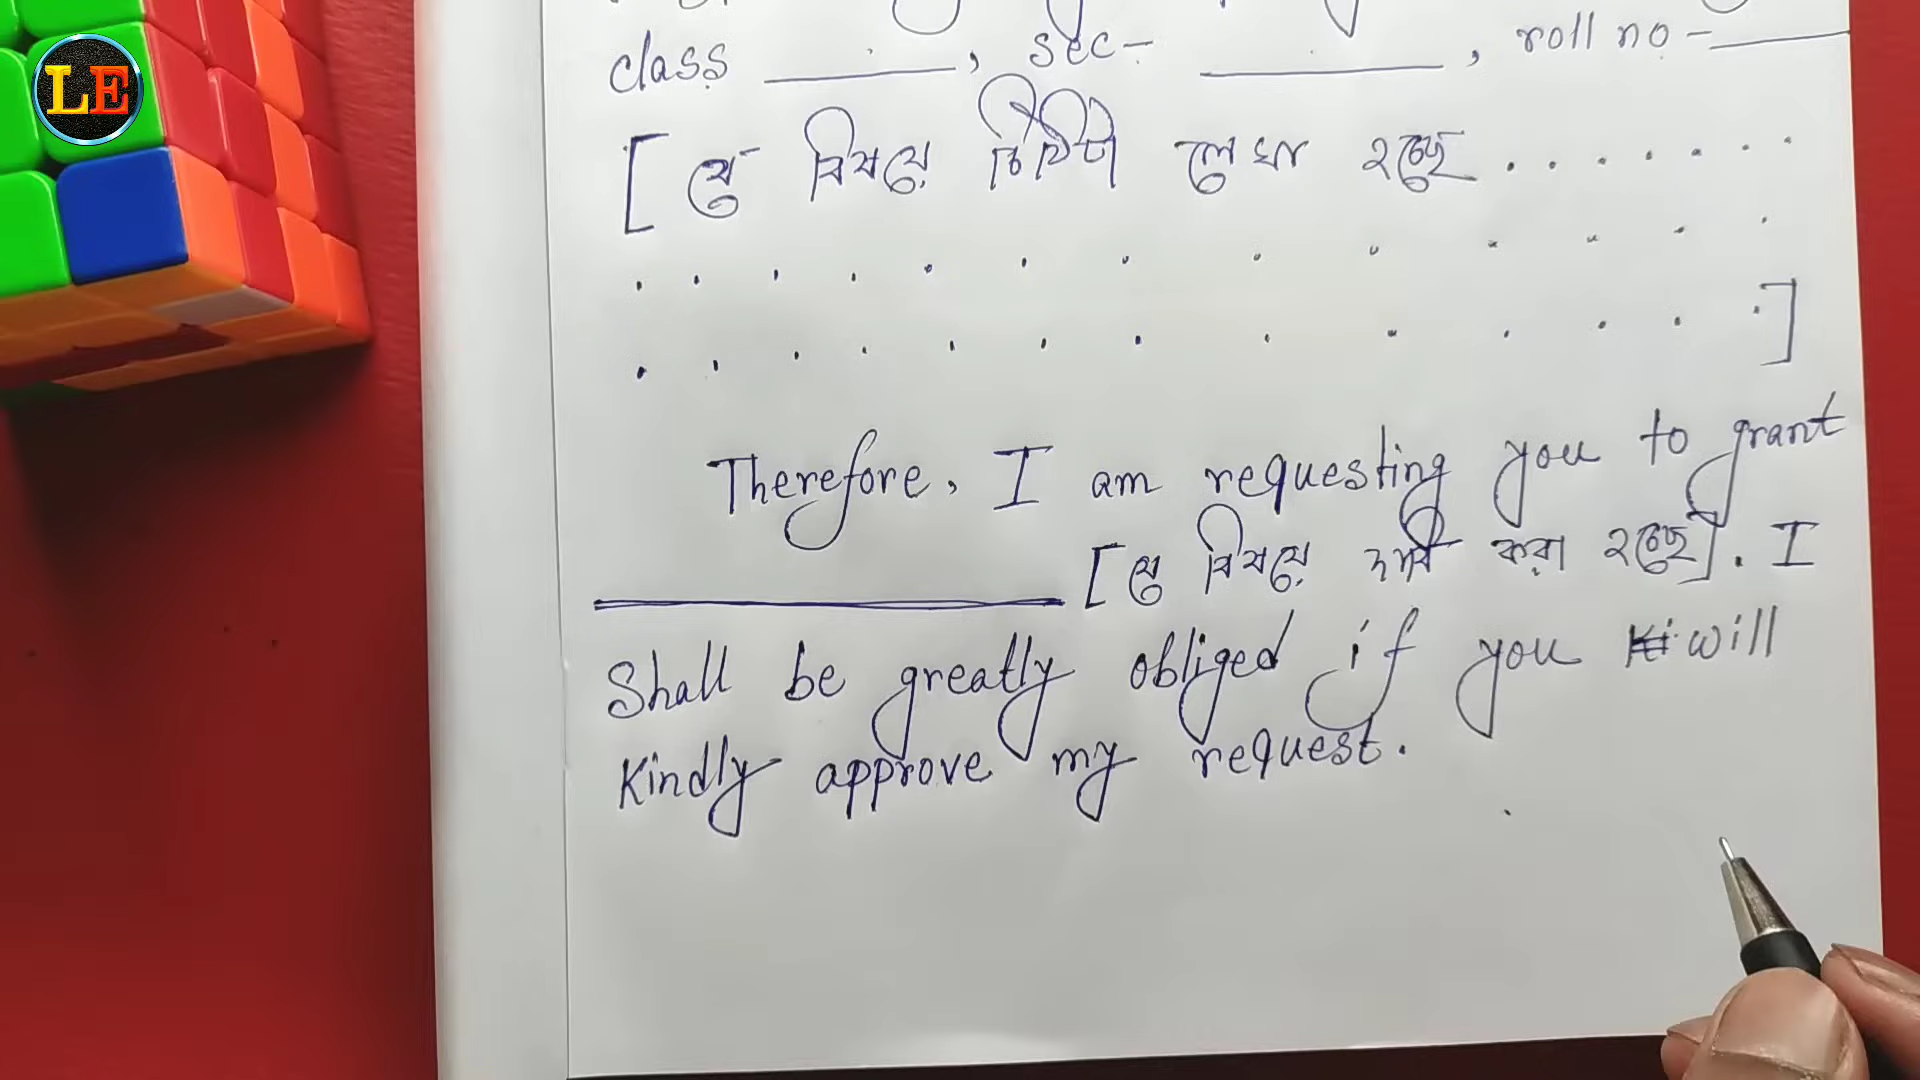 LE
class ______, sec- ______, roll no-______
[ যে বিষয়ে চিঠিটা লেখা হচ্ছে . . . . . . .
. . . . . . . . . . . . .
. . . . . . . . . . . . . ]
Therefore, I am requesting you to grant
______ [ যে বিষয়ে দাবি করা হচ্ছে]. I
Shall be greatly obliged if you will
Kindly approve my request.